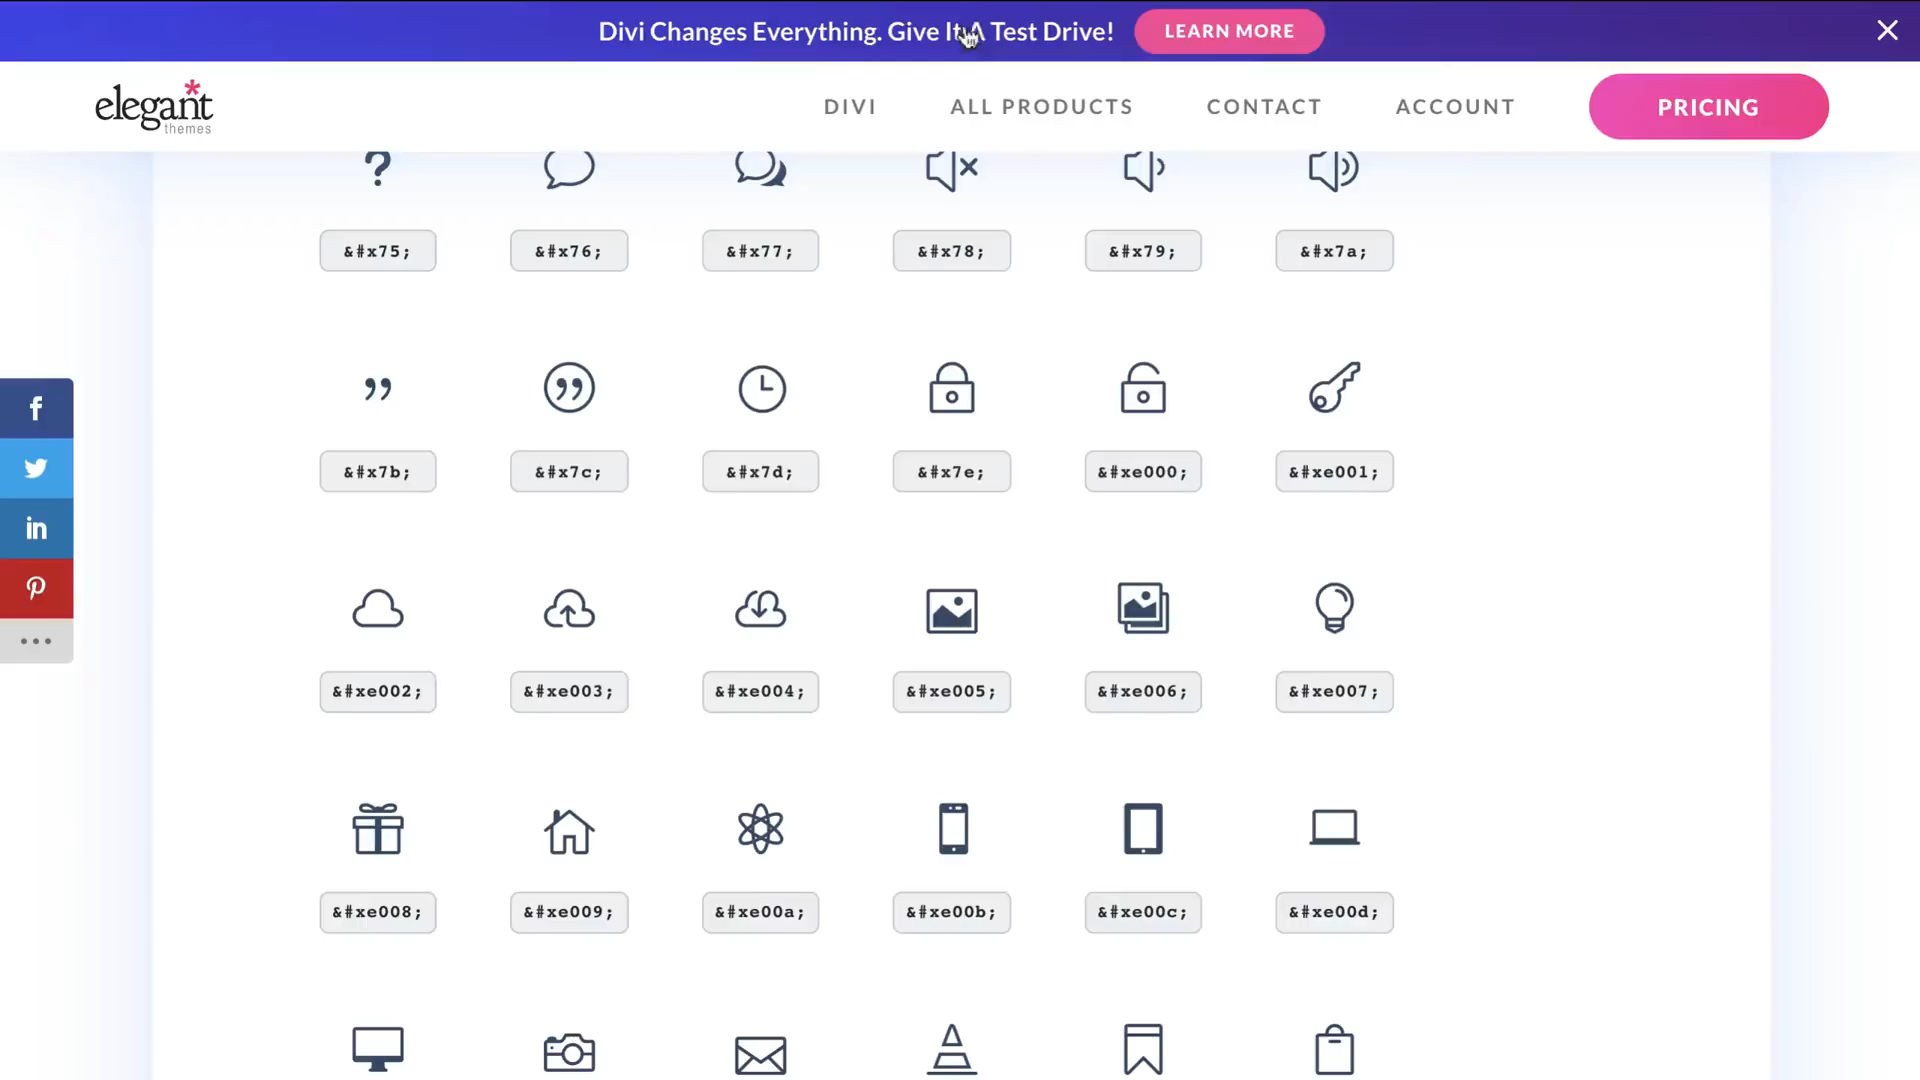 Divi Changes Everything. Give It A Test Drive! LEARN MORE
elegant themes
DIVI ALL PRODUCTS CONTACT ACCOUNT PRICING
&#x75; &#x76; &#x77; &#x78; &#x79; &#x7a;
&#x7b; &#x7c; &#x7d; &#x7e; &#xe000; &#xe001;
&#xe002; &#xe003; &#xe004; &#xe005; &#xe006; &#xe007;
&#xe008; &#xe009; &#xe00a; &#xe00b; &#xe00c; &#xe00d;